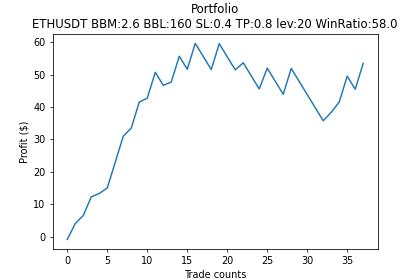 Portfolio
ETHUSDT BBM:2.6 BBL:160 SL:0.4 TP:0.8 lev:20 WinRatio:58.0
60
50
40
30
20
10
0
Profit ($)
0 5 10 15 20 25 30 35
Trade counts